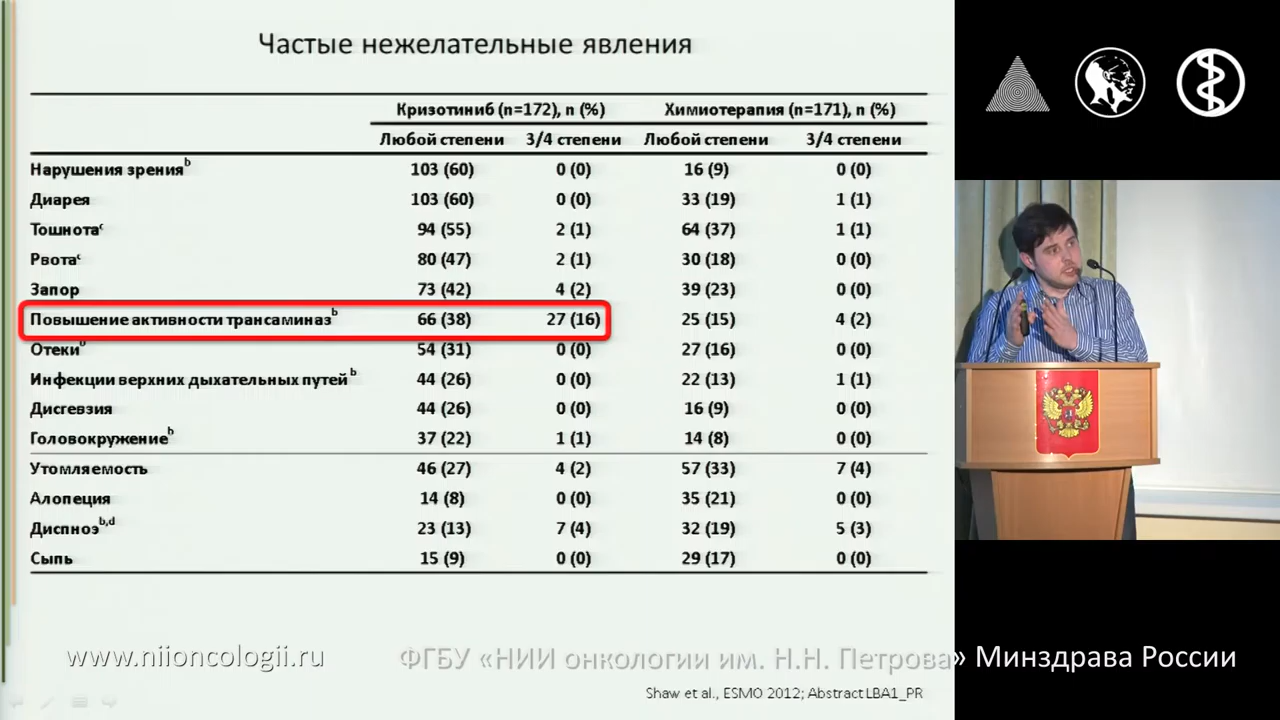 Частые нежелательные явления
Кризотиниб (n=172), n (%) Химиотерапия (n=171), n (%)
Любой степени 3/4 степени Любой степени 3/4 степени
Нарушения зренияᵇ 103 (60) 0 (0) 16 (9) 0 (0)
Диарея 103 (60) 0 (0) 33 (19) 1 (1)
Тошнотаᶜ 94 (55) 2 (1) 64 (37) 1 (1)
Рвотаᶜ 80 (47) 2 (1) 30 (18) 0 (0)
Запор 73 (42) 4 (2) 39 (23) 0 (0)
Повышение активности трансаминазᵇ 66 (38) 27 (16) 25 (15) 4 (2)
Отекиᵇ 54 (31) 0 (0) 27 (16) 0 (0)
Инфекции верхних дыхательных путейᵇ 44 (26) 0 (0) 22 (13) 1 (1)
Дисгевзия 44 (26) 0 (0) 16 (9) 0 (0)
Головокружениеᵇ 37 (22) 1 (1) 14 (8) 0 (0)
Утомляемость 46 (27) 4 (2) 57 (33) 7 (4)
Алопеция 14 (8) 0 (0) 35 (21) 0 (0)
Диспноэᵇ,ᵈ 23 (13) 7 (4) 32 (19) 5 (3)
Сыпь 15 (9) 0 (0) 29 (17) 0 (0)
www.niioncologii.ru ФГБУ «НИИ онкологии им. Н.Н. Петрова» Минздрава России
Shaw et al., ESMO 2012; Abstract LBA1_PR